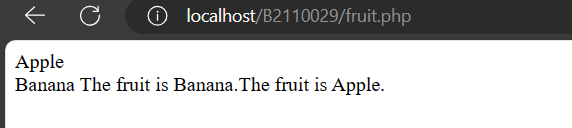 localhost/B2110029/fruit.php
Apple
Banana The fruit is Banana.The fruit is Apple.